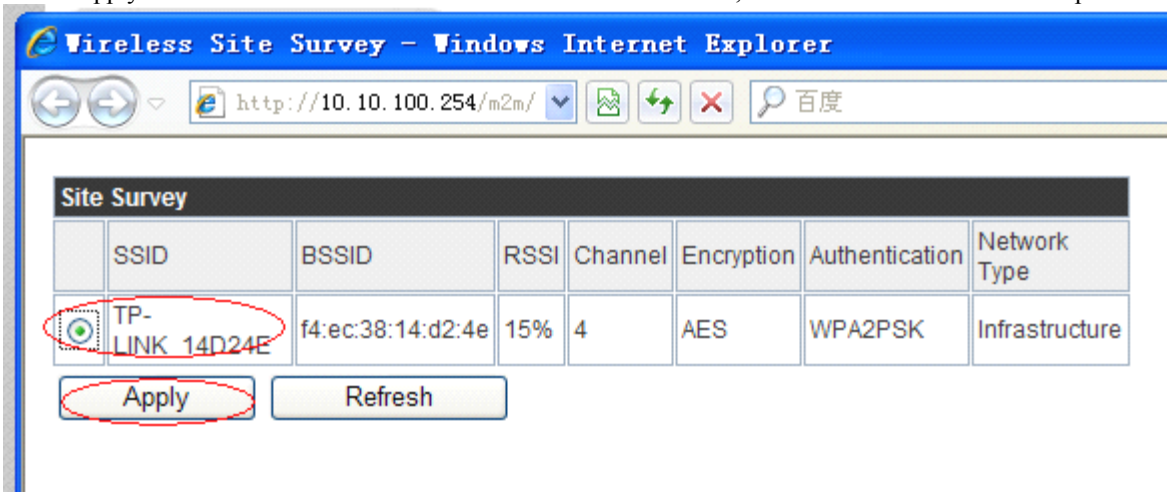 Wireless Site Survey - Windows Internet Explorer
http://10.10.100.254/m2m/ 百度
Site Survey
SSID BSSID RSSI Channel Encryption Authentication Network Type
TP-LINK_14D24E f4:ec:38:14:d2:4e 15% 4 AES WPA2PSK Infrastructure
Apply Refresh